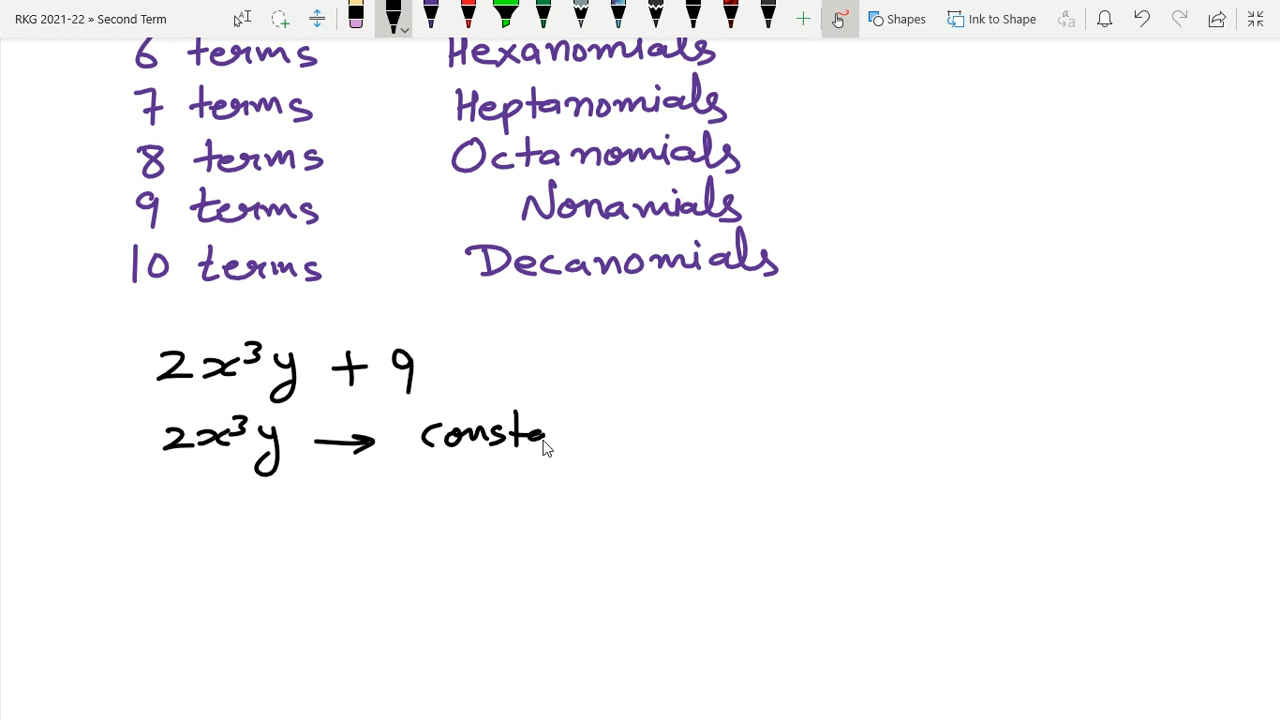 RKG 2021-22 » Second Term
Shapes
Ink to Shape
6 terms Hexanomials
7 terms Heptanomials
8 terms Octanomials
9 terms Nonamials
10 terms Decanomials
2x³y + 9
2x³y → consta